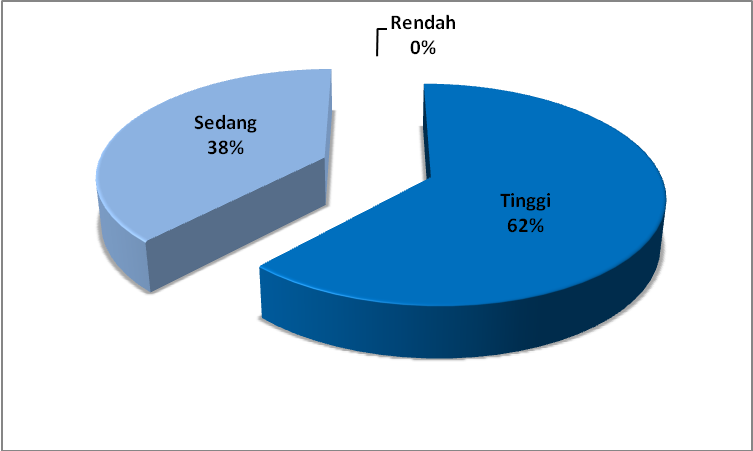 Rendah
0%
Sedang
38%
Tinggi
62%